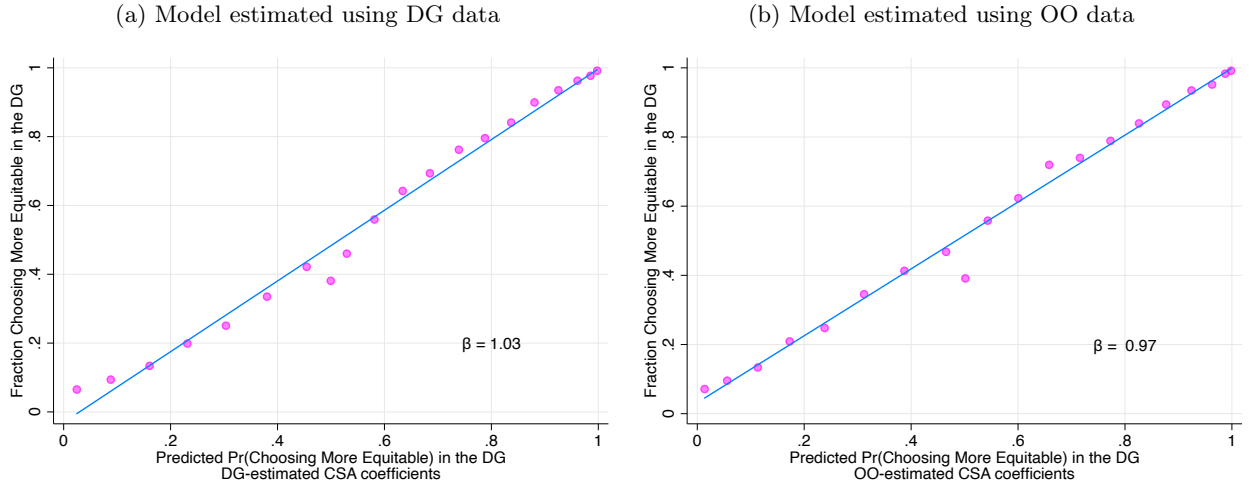 (a) Model estimated using DG data
Fraction Choosing More Equitable in the DG
1
.8
.6
.4
.2
0
β = 1.03
0 .2 .4 .6 .8 1
Predicted Pr(Choosing More Equitable) in the DG
DG-estimated CSA coefficients
(b) Model estimated using OO data
Fraction Choosing More Equitable in the DG
1
.8
.6
.4
.2
0
β = 0.97
0 .2 .4 .6 .8 1
Predicted Pr(Choosing More Equitable) in the DG
OO-estimated CSA coefficients